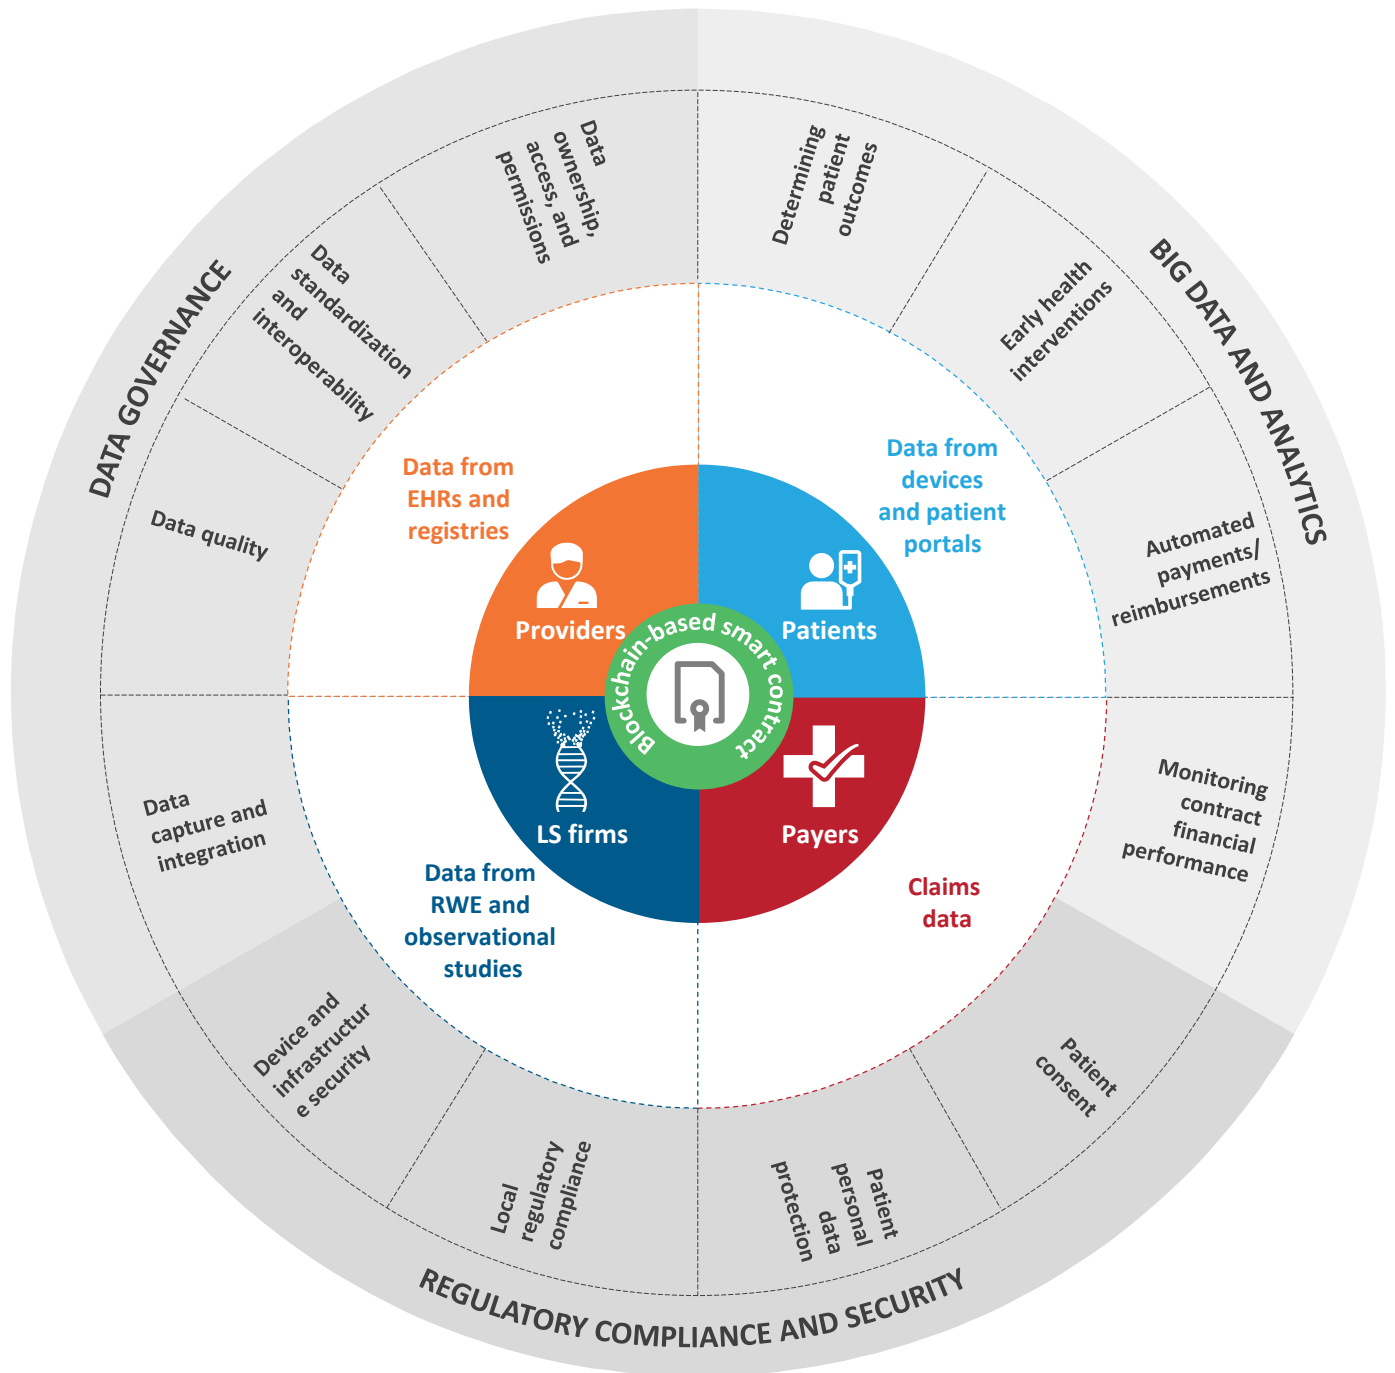 DATA GOVERNANCE
Data
ownership,
access, and
permissions
Data
standardization
and
interoperability
Data quality
Data
capture and
integration
BIG DATA AND ANALYTICS
Determining
patient
outcomes
Early health
interventions
Automated
payments/
reimbursements
Monitoring
contract
financial
performance
REGULATORY COMPLIANCE AND SECURITY
Patient
consent
Patient
personal
data
protection
Local
regulatory
compliance
Device and
infrastructur
e security
Data from
EHRs and
registries
Data from
devices
and patient
portals
Providers
Patients
Blockchain-based smart contract
LS firms
Payers
Data from
RWE and
observational
studies
Claims
data